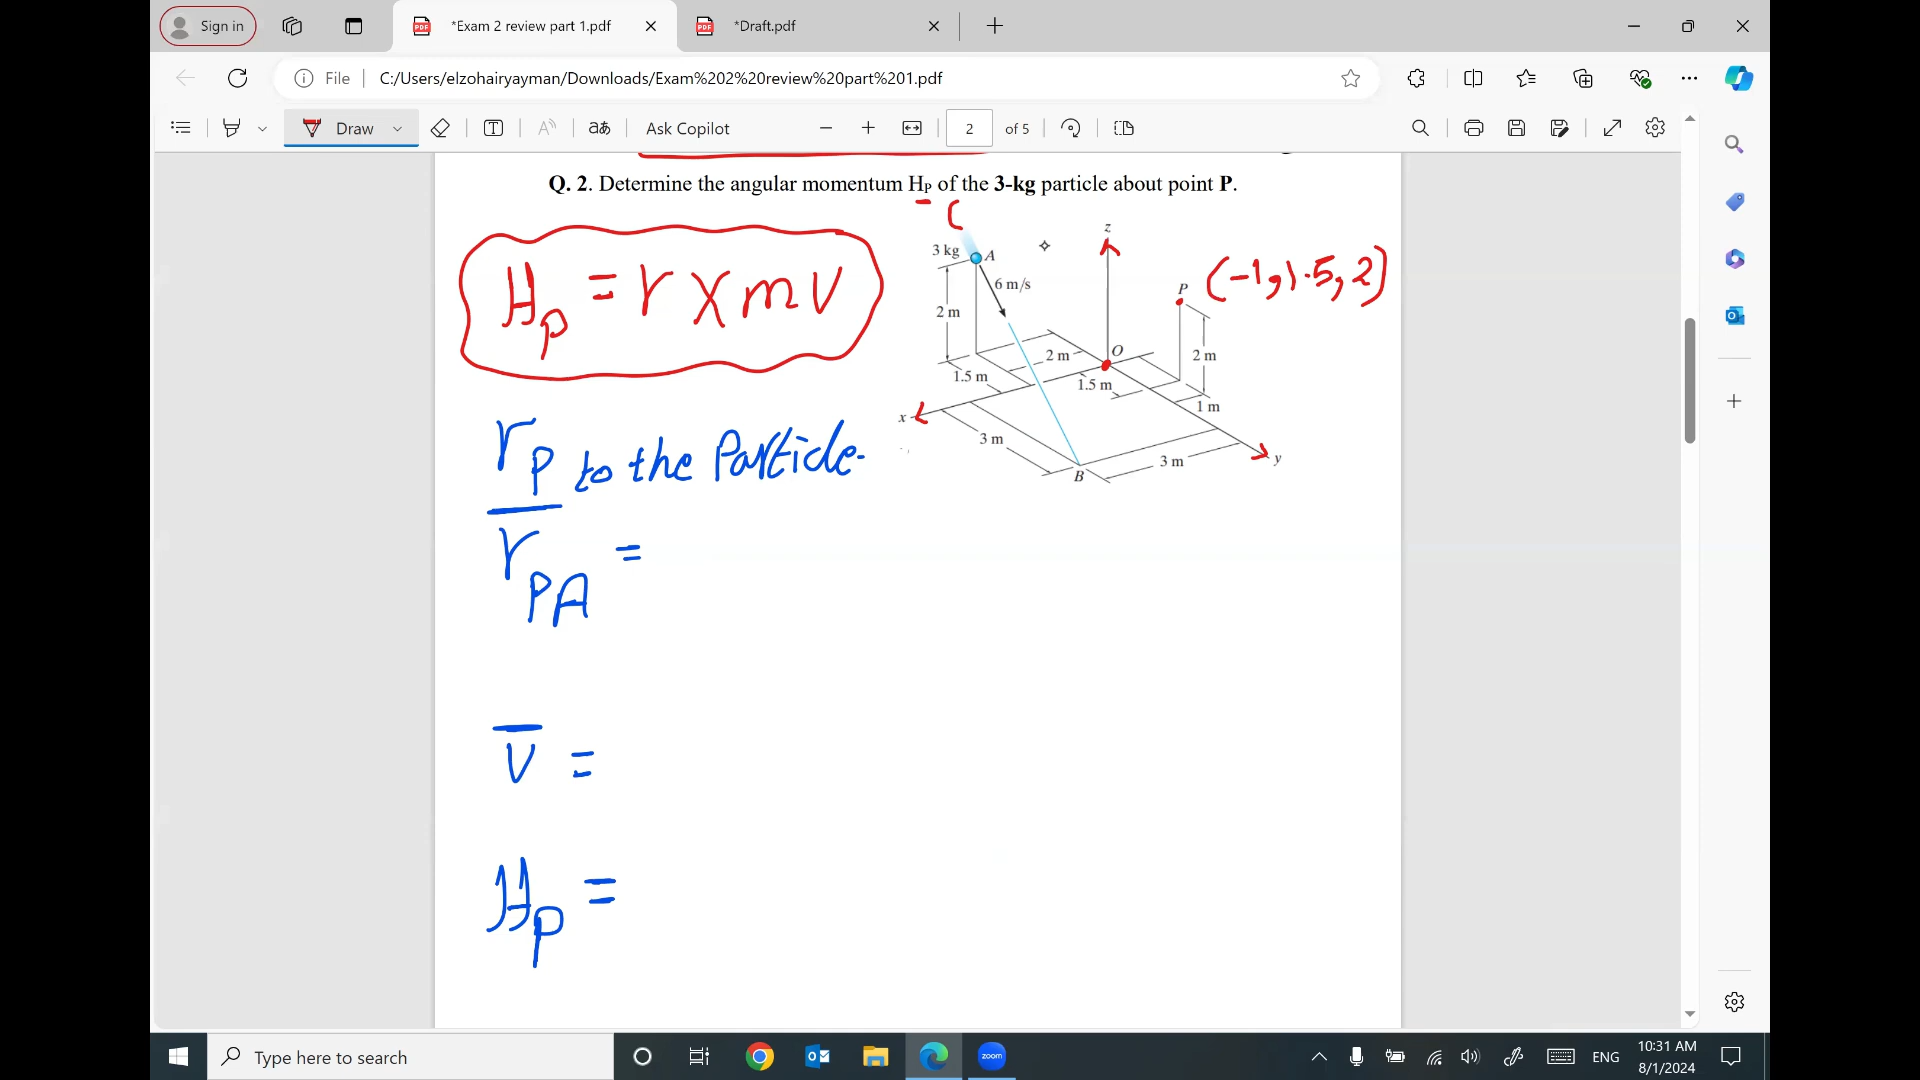 Sign in
*Exam 2 review part 1.pdf
*Draft.pdf
File
C:/Users/elzohairyayman/Downloads/Exam%202%20review%20part%201.pdf
Draw
Ask Copilot
2 of 5
Q. 2. Determine the angular momentum HP of the 3-kg particle about point P.
HP = r X m v
(
3 kg
A
6 m/s
2 m
1.5 m
2 m
z
O
1.5 m
P
(-1, 1.5, 2)
2 m
1 m
x
3 m
B
3 m
y
rP to the Particle.
rPA =
V =
HP =
Type here to search
zoom
ENG
10:31 AM
8/1/2024